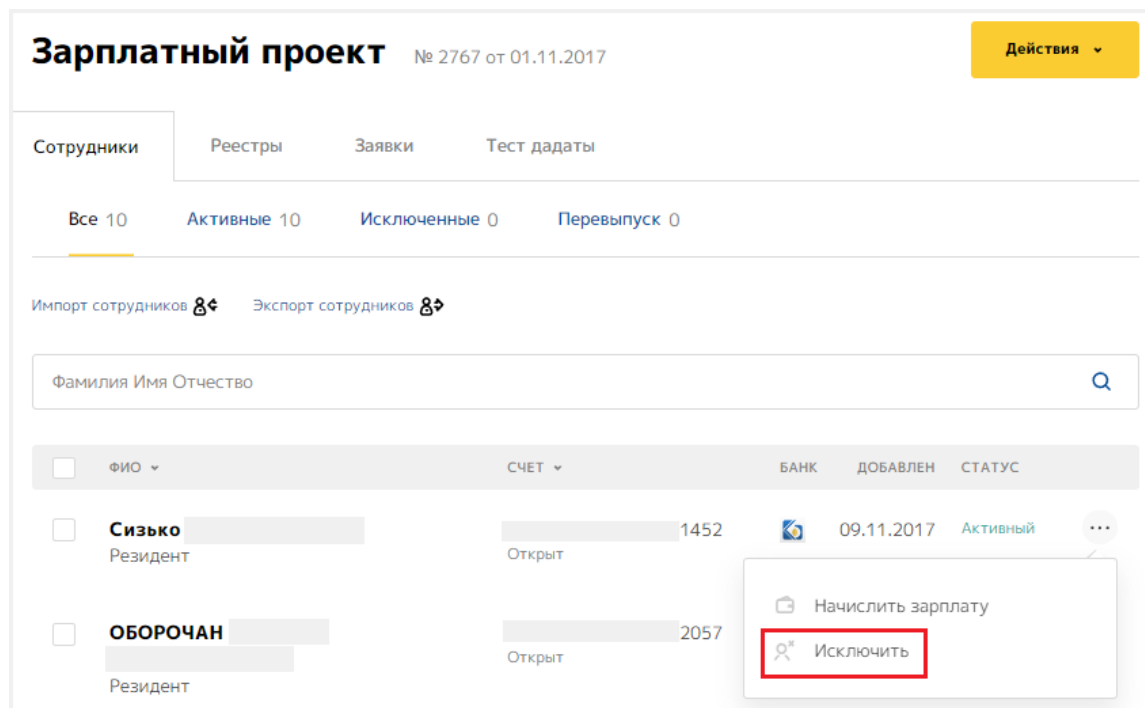 Зарплатный проект № 2767 от 01.11.2017 Действия
Сотрудники Реестры Заявки Тест дадаты
Все 10 Активные 10 Исключенные 0 Перевыпуск 0
Импорт сотрудников Экспорт сотрудников
Фамилия Имя Отчество
ФИО СЧЕТ БАНК ДОБАВЛЕН СТАТУС
Сизько 1452 09.11.2017 Активный
Резидент Открыт
Начислить зарплату
ОБОРОЧАН 2057
Исключить
Открыт
Резидент